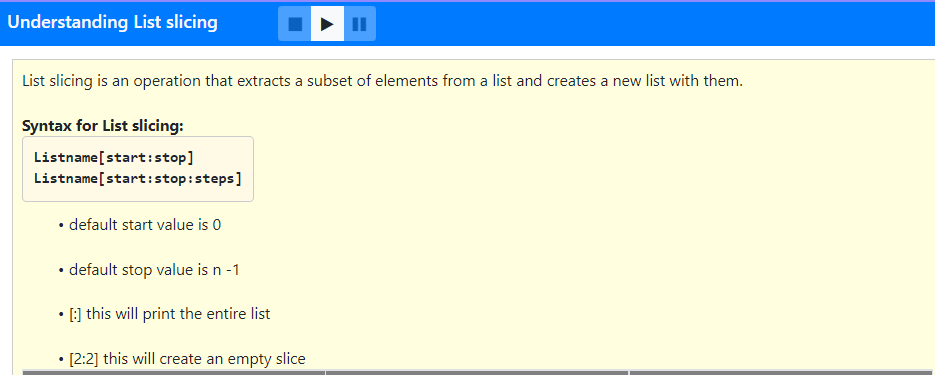 Understanding List slicing
List slicing is an operation that extracts a subset of elements from a list and creates a new list with them.
Syntax for List slicing:
Listname[start:stop]
Listname[start:stop:steps]
• default start value is 0
• default stop value is n -1
• [:] this will print the entire list
• [2:2] this will create an empty slice